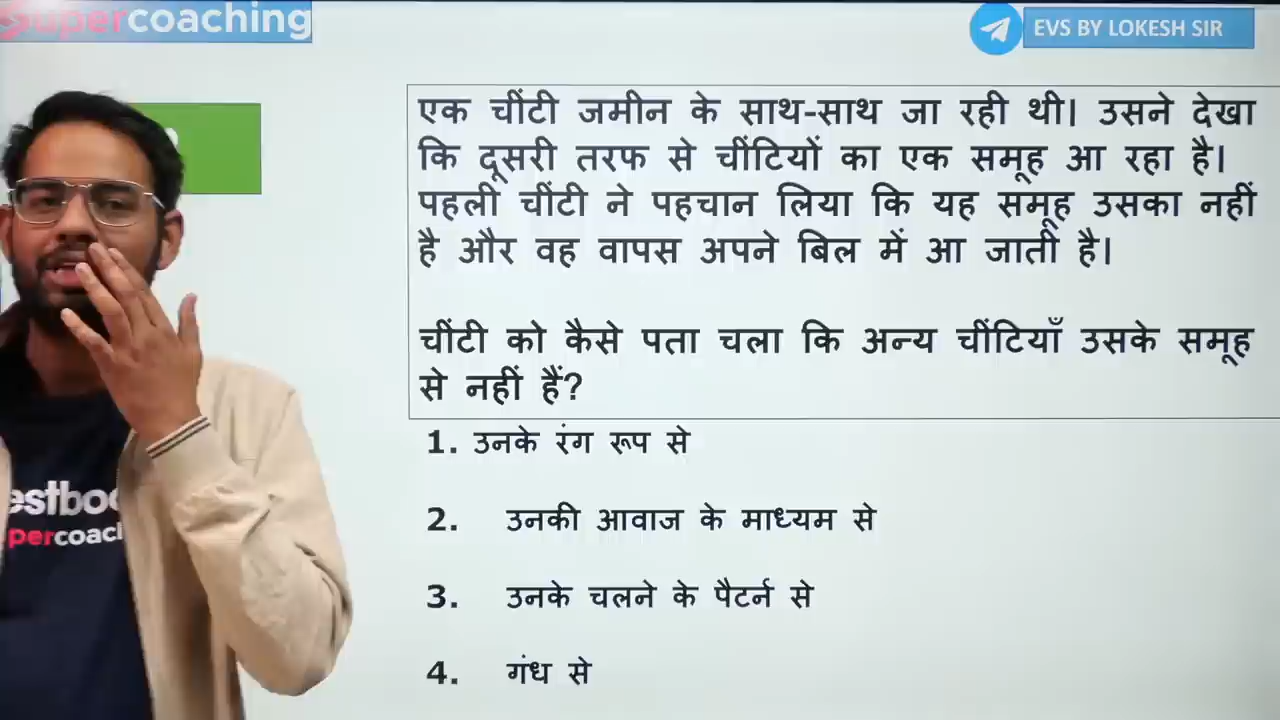 Supercoaching
EVS BY LOKESH SIR
एक चींटी जमीन के साथ-साथ जा रही थी। उसने देखा
कि दूसरी तरफ से चींटियों का एक समूह आ रहा है।
पहली चींटी ने पहचान लिया कि यह समूह उसका नहीं
है और वह वापस अपने बिल में आ जाती है।
चींटी को कैसे पता चला कि अन्य चींटियाँ उसके समूह
से नहीं हैं?
1. उनके रंग रूप से
2. उनकी आवाज के माध्यम से
3. उनके चलने के पैटर्न से
4. गंध से
estboo
percoach